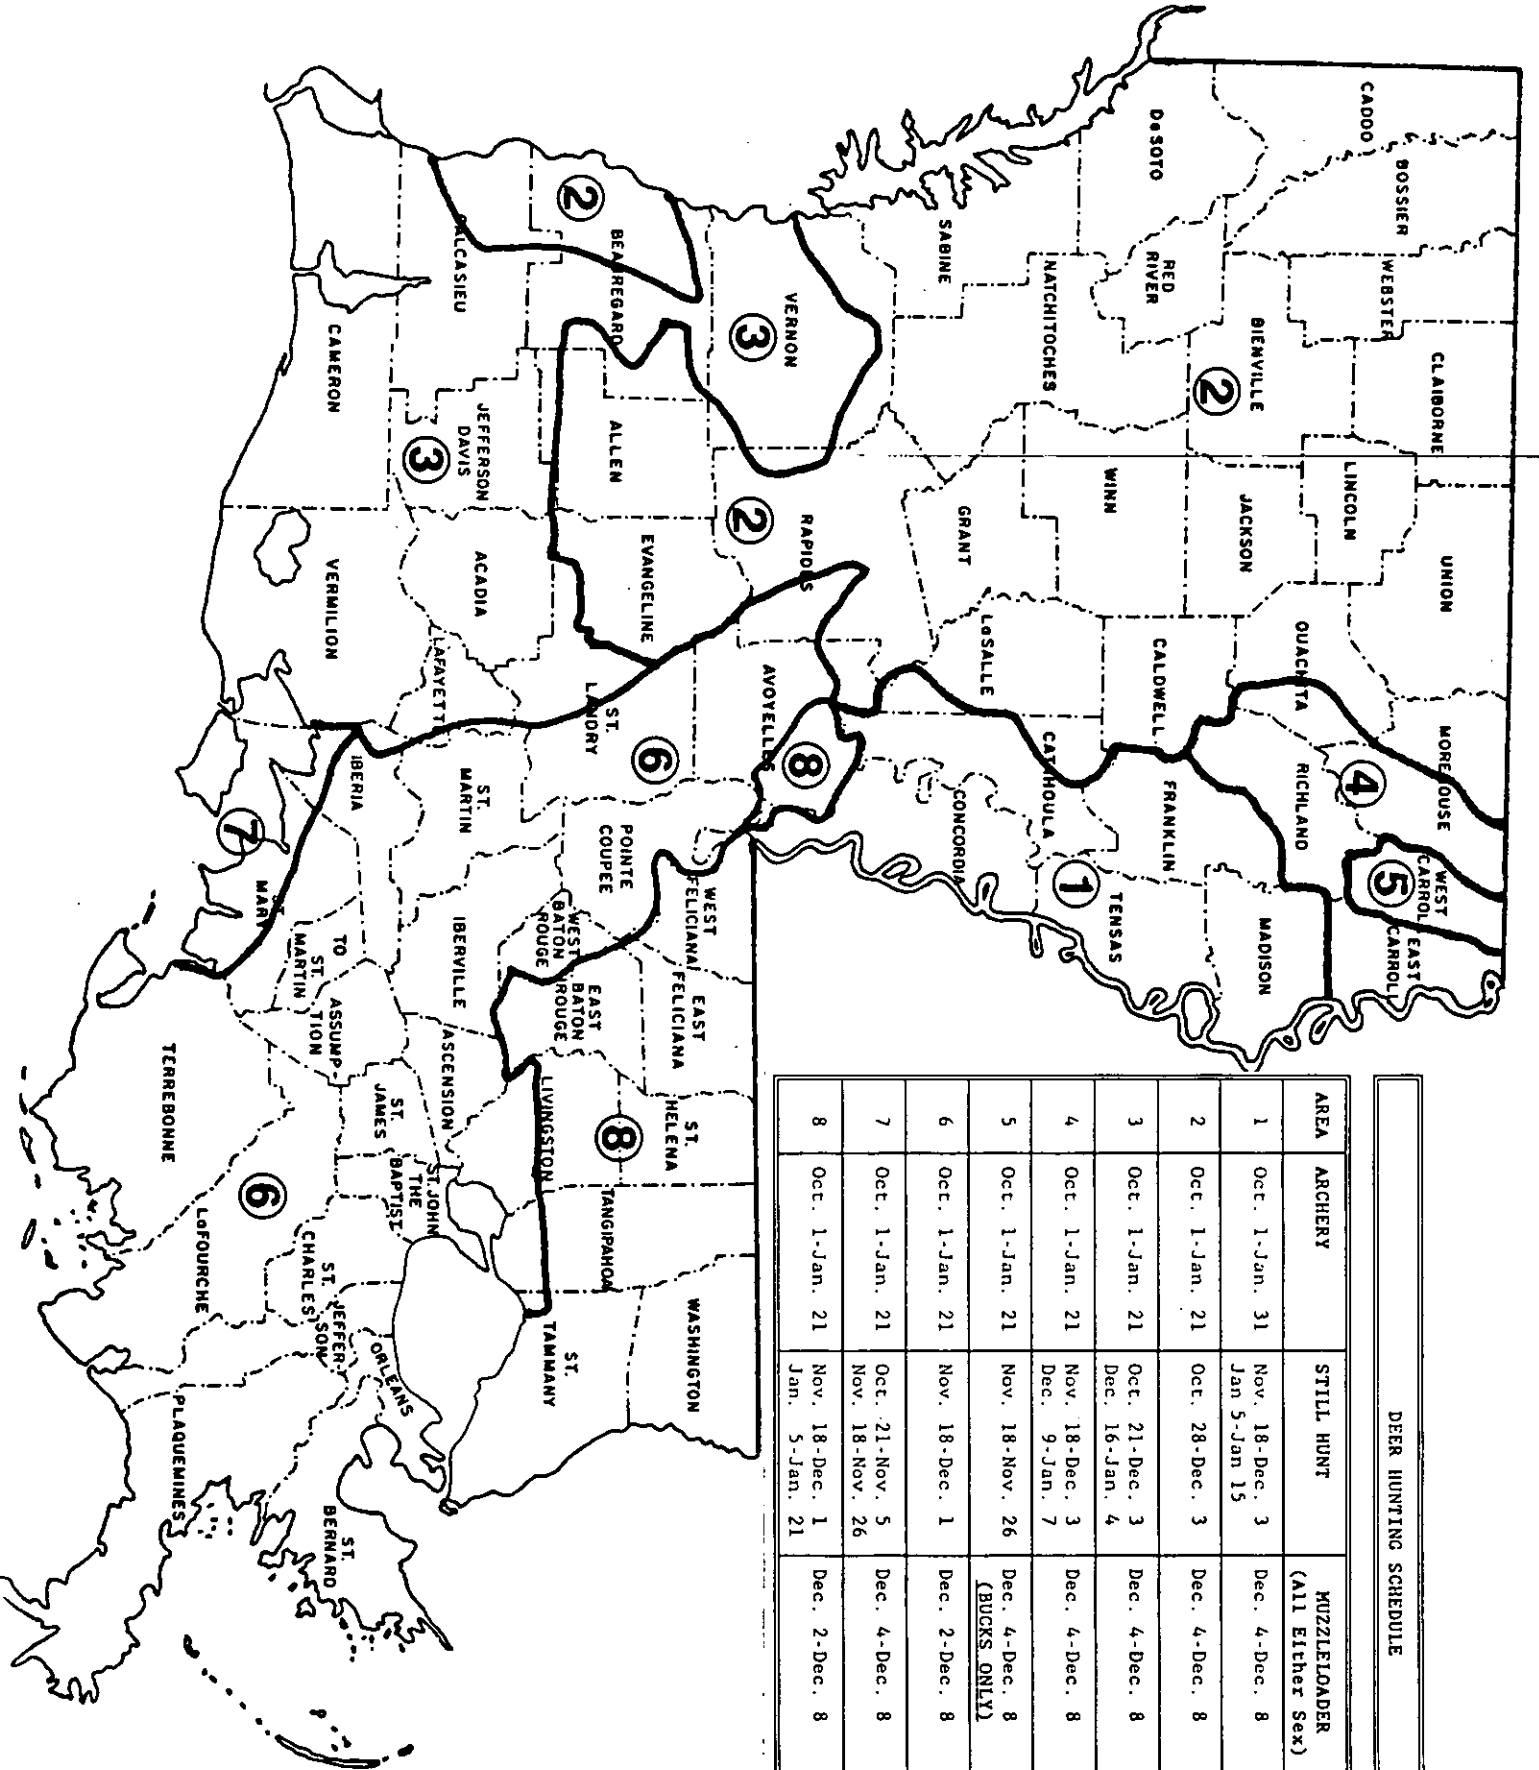 DEER HUNTING SCHEDULE
AREA ARCHERY STILL HUNT MUZZLELOADER
(All Either Sex)
1 Oct. 1-Jan. 31 Nov. 18-Dec. 3 Dec. 4-Dec. 8
Jan 5-Jan 15
2 Oct. 1-Jan. 21 Oct. 28-Dec. 3 Dec. 4-Dec. 8
3 Oct. 1-Jan. 21 Oct. 21-Dec. 3 Dec. 4-Dec. 8
Dec. 16-Jan. 4
4 Oct. 1-Jan. 21 Nov. 18-Dec. 3 Dec. 4-Dec. 8
Dec. 9-Jan. 7
5 Oct. 1-Jan. 21 Nov. 18-Nov. 26 Dec. 4-Dec. 8
(BUCKS ONLY)
6 Oct. 1-Jan. 21 Nov. 18-Dec. 1 Dec. 2-Dec. 8
7 Oct. 1-Jan. 21 Oct. 21-Nov. 5 Dec. 4-Dec. 8
Nov. 18-Nov. 26
8 Oct. 1-Jan. 21 Nov. 18-Dec. 1 Dec. 2-Dec. 8
Jan. 5-Jan. 21
CADDO
BOSSIER
WEBSTER
CLAIBORNE
LINCOLN
UNION
MOREHOUSE
WEST
CARROL
EAST
CARROLL
4
5
DeSOTO
RED
RIVER
BIENVILLE
2
JACKSON
OUACHITA
RICHLAND
MADISON
SABINE
NATCHITOCHES
WINN
GRANT
LaSALLE
CALDWELL
FRANKLIN
CATAHOULA
TENSAS
1
CONCORDIA
VERNON
3
RAPIDES
2
AVOYELLES
8
BEAUREGARD
2
ALLEN
EVANGELINE
ST.
LANDRY
6
POINTE
COUPEE
WEST
FELICIANA
EAST
FELICIANA
ST.
HELENA
8
TANGIPAHOA
WASHINGTON
CALCASIEU
JEFFERSON
DAVIS
3
ACADIA
LAFAYETTE
ST.
MARTIN
IBERVILLE
WEST
BATON
ROUGE
EAST
BATON
ROUGE
LIVINGSTON
ST.
TAMMANY
CAMERON
VERMILION
IBERIA
7
ST.
MARY
TO
ST.
MARTIN
ASSUMP-
TION
ASCENSION
ST.
JAMES
ST. JOHN
THE
BAPTIST
ST.
CHARLES
JEFFER-
SON
ORLEANS
ST.
BERNARD
PLAQUEMINES
6
LaFOURCHE
TERREBONNE